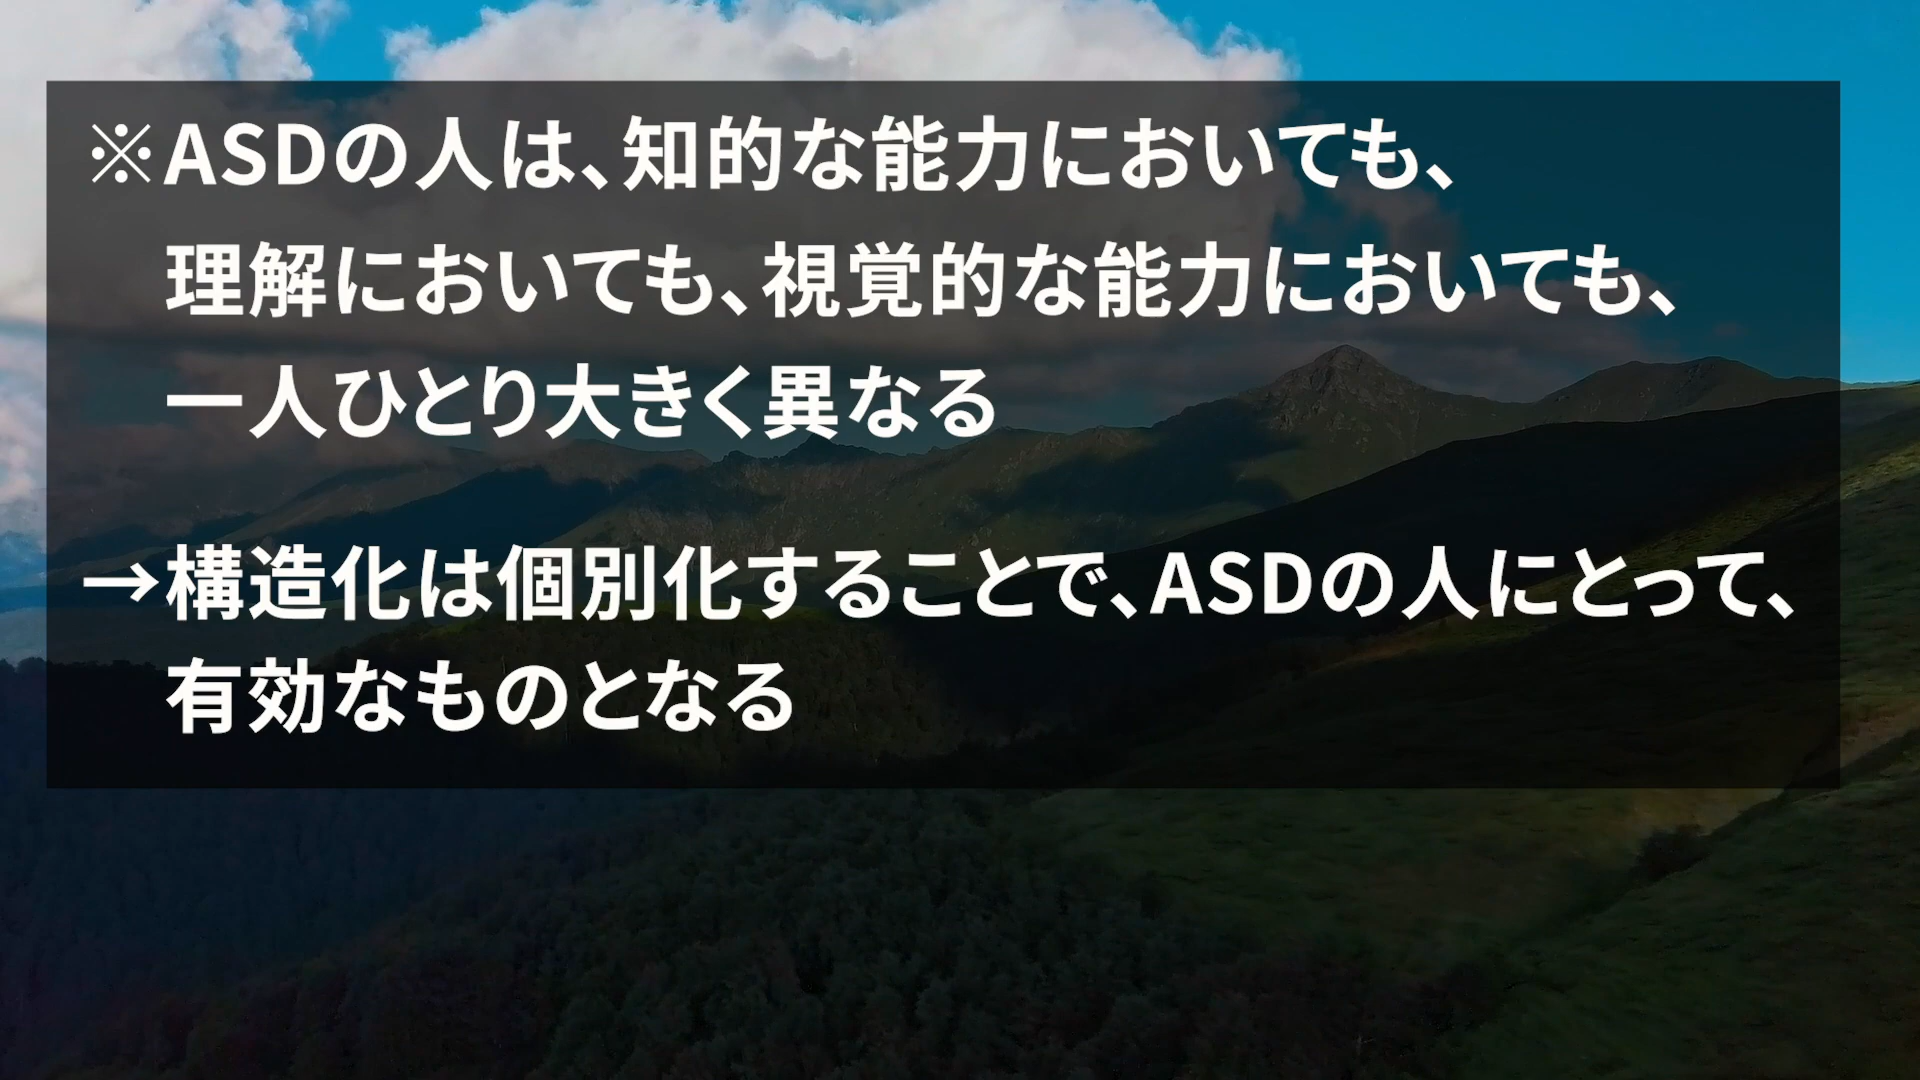 ※ASDの人は、知的な能力においても、
理解においても、視覚的な能力においても、
一人ひとり大きく異なる
→構造化は個別化することで、ASDの人にとって、
有効なものとなる